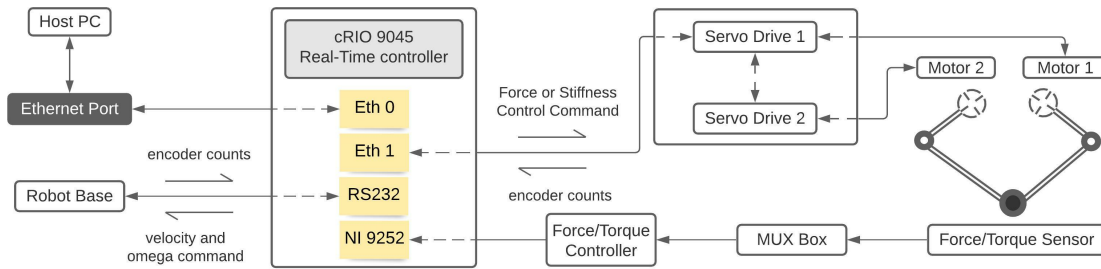 Host PC
Ethernet Port
encoder counts
Robot Base
velocity and
omega command
cRIO 9045
Real-Time controller
Eth 0
Eth 1
RS232
NI 9252
Force or Stiffness
Control Command
encoder counts
Force/Torque
Controller
Servo Drive 1
Servo Drive 2
Motor 2
Motor 1
MUX Box
Force/Torque Sensor